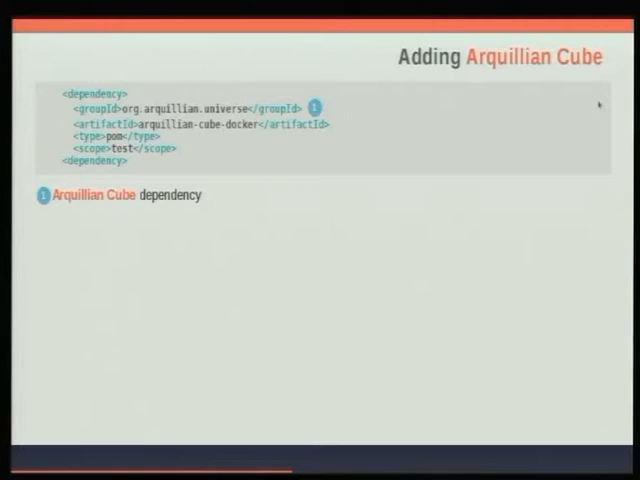 Adding Arquillian Cube
<dependency>
<groupId>org.arquillian.universe</groupId> 1
<artifactId>arquillian-cube-docker</artifactId>
<type>pom</type>
<scope>test</scope>
<dependency>
1 Arquillian Cube dependency